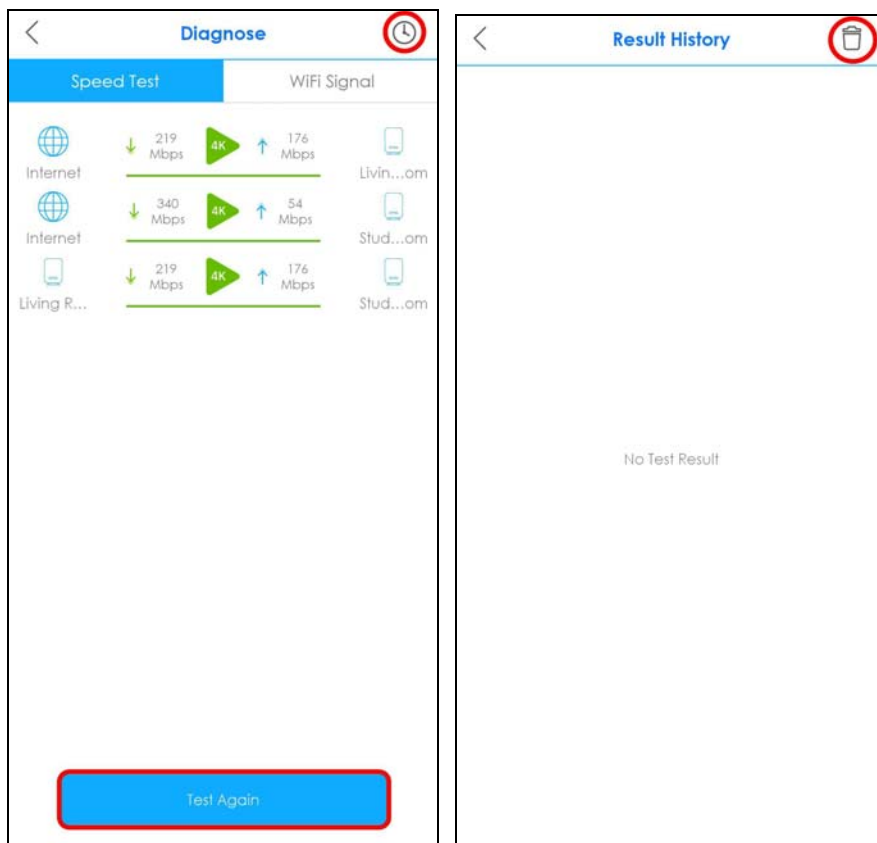 Diagnose
Speed Test WiFi Signal
219 Mbps 4K 176 Mbps
Internet Livin...om
340 Mbps 4K 54 Mbps
Internet Stud...om
219 Mbps 4K 176 Mbps
Living R... Stud...om
Test Again
Result History
No Test Result